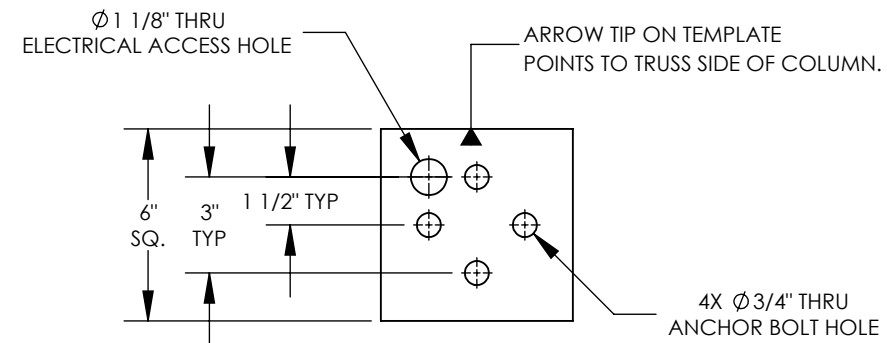 Ø1 1/8" THRU
ELECTRICAL ACCESS HOLE
ARROW TIP ON TEMPLATE
POINTS TO TRUSS SIDE OF COLUMN.
6"
SQ.
3"
TYP
1 1/2" TYP
4X Ø3/4" THRU
ANCHOR BOLT HOLE